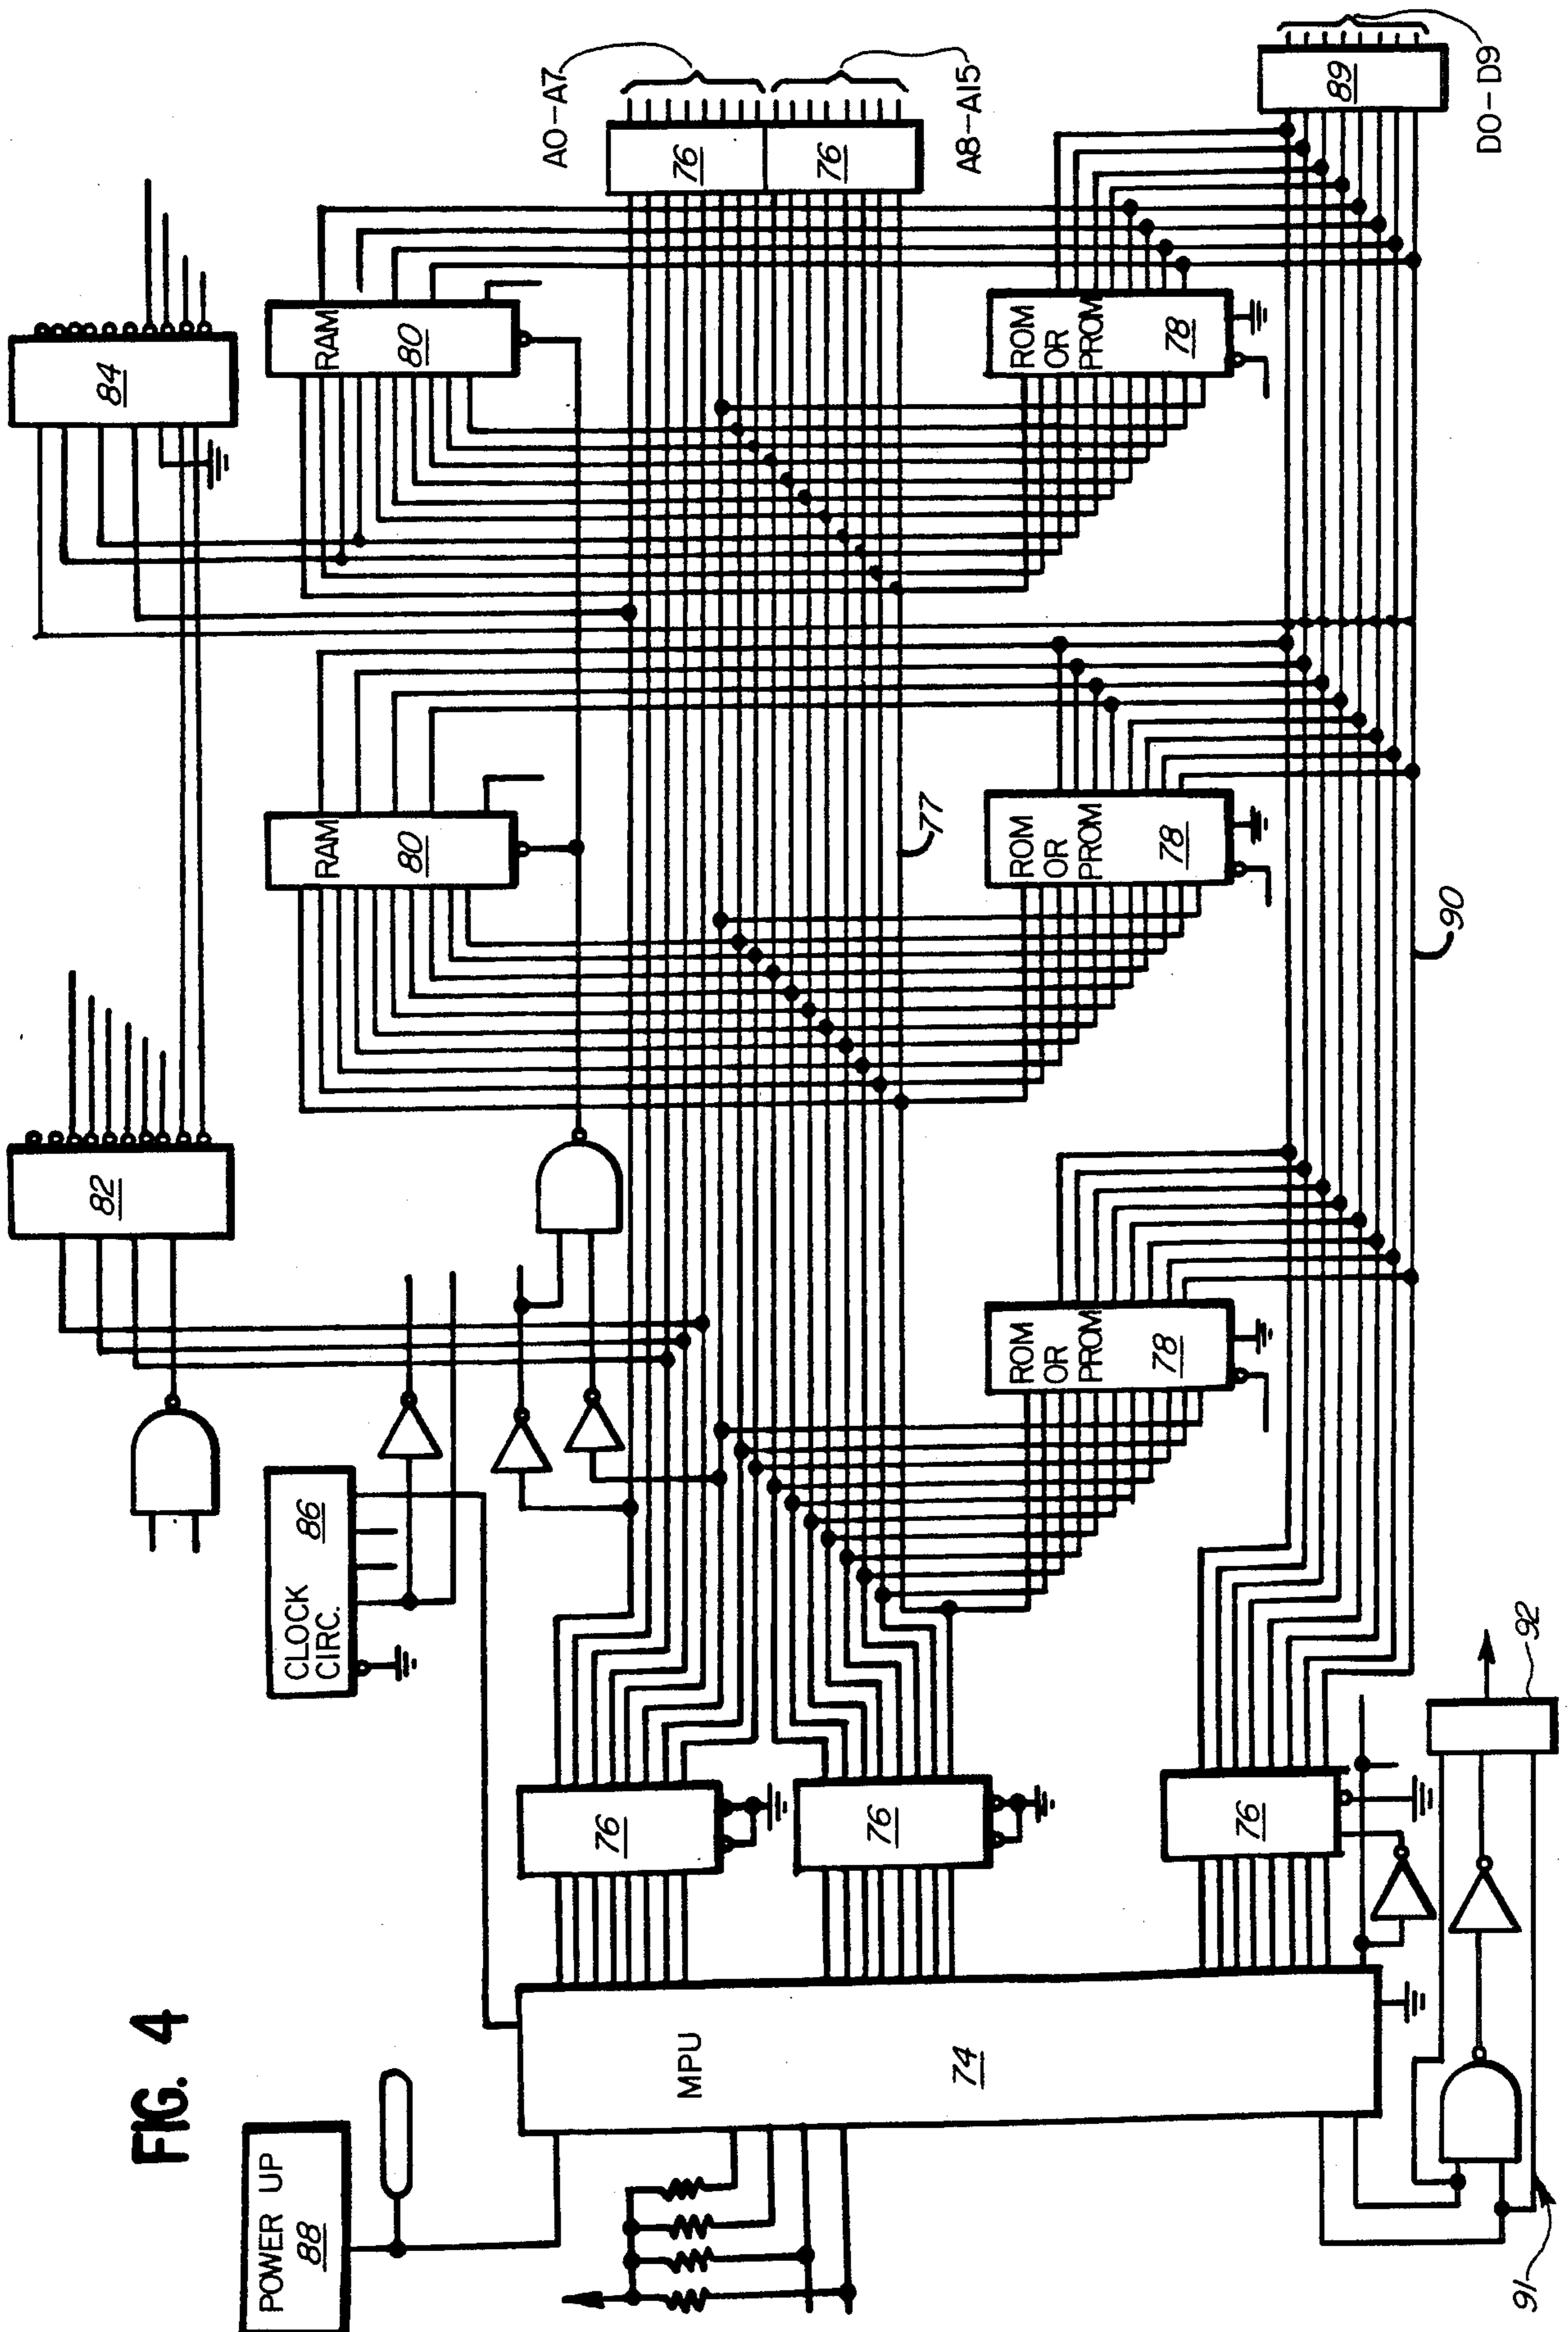 FIG. 4
POWER UP
88
MPU
74
CLOCK
CIRC.
86
82
84
76
76
76
RAM
80
RAM
80
76
76
A0-A7
A8-A15
77
ROM
OR
PROM
78
ROM
OR
PROM
78
ROM
OR
PROM
78
89
D0-D9
90
91
92